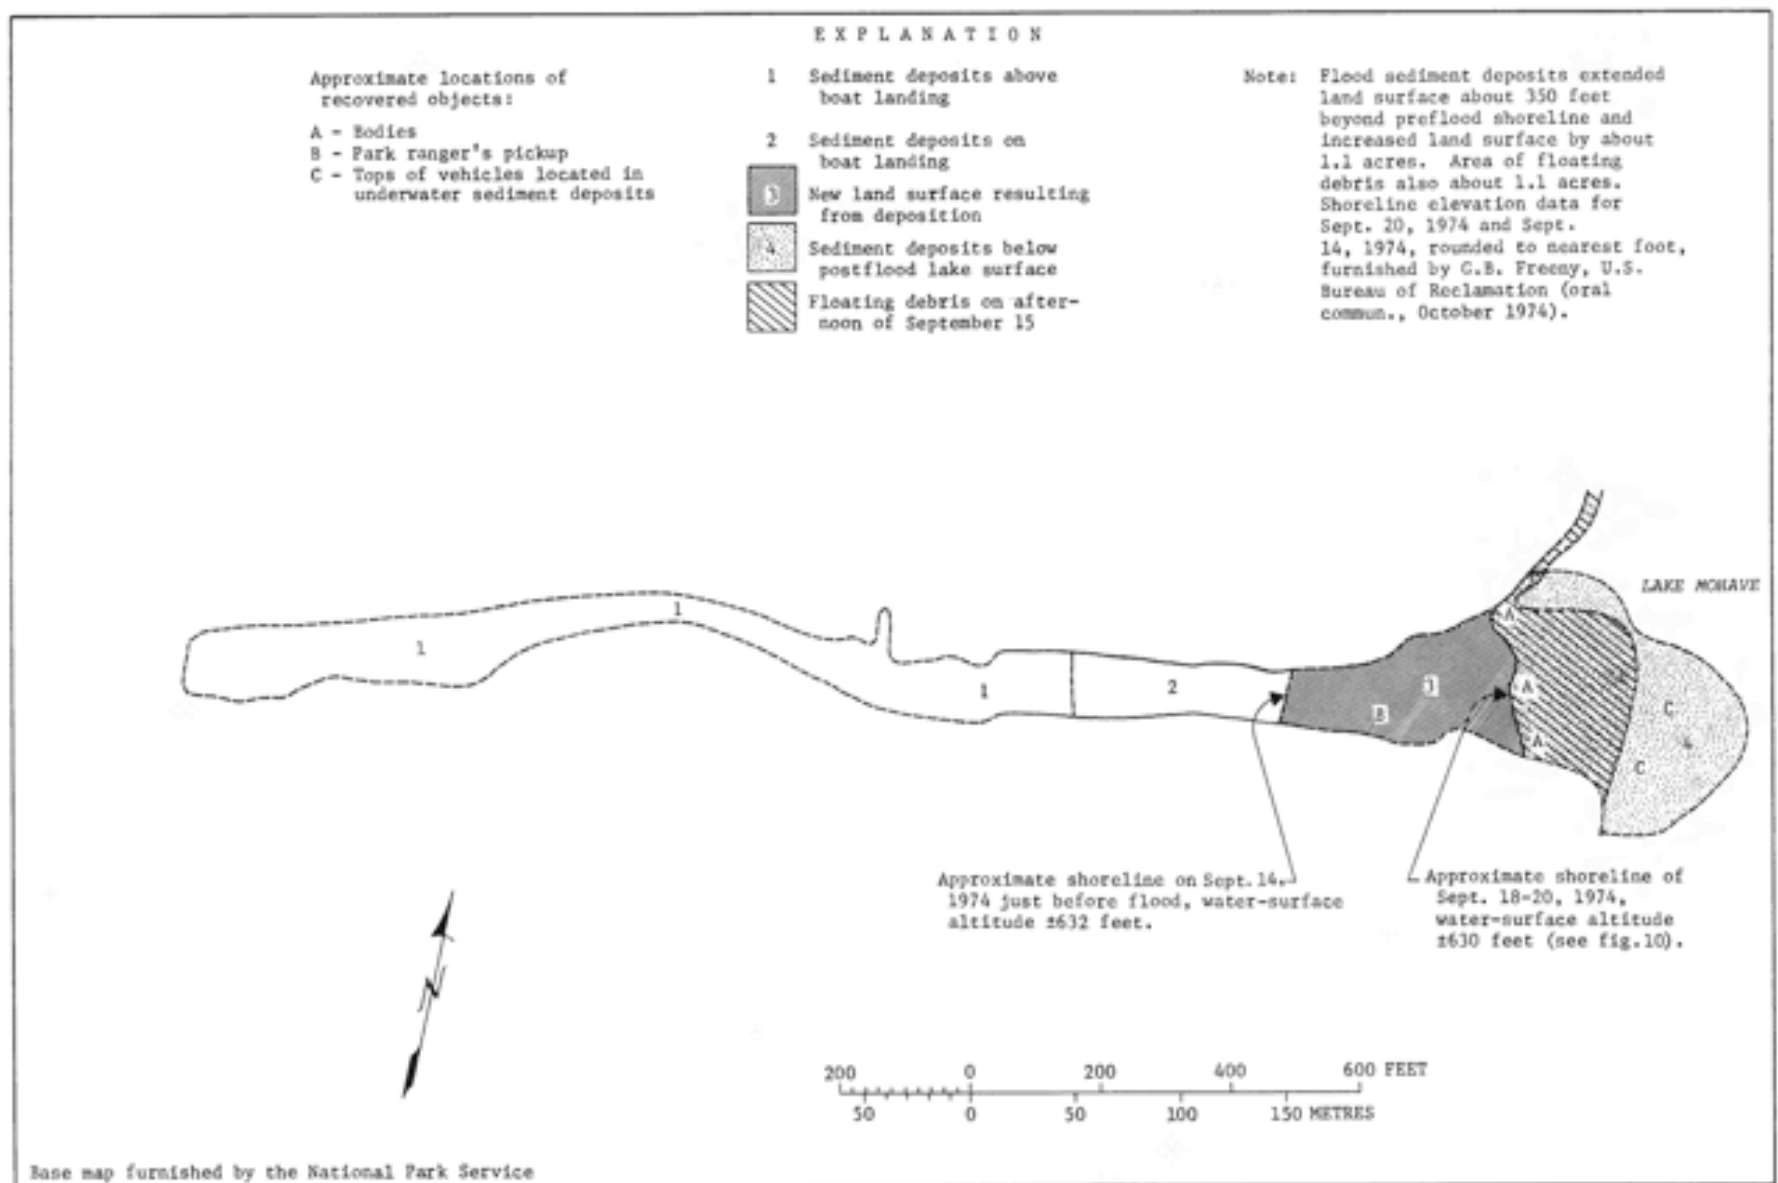 EXPLANATION
Approximate locations of
recovered objects:
A - Bodies
B - Park ranger's pickup
C - Tops of vehicles located in
underwater sediment deposits
1 Sediment deposits above
boat landing
2 Sediment deposits on
boat landing
3 New land surface resulting
from deposition
4 Sediment deposits below
postflood lake surface
Floating debris on after-
noon of September 15
Note: Flood sediment deposits extended
land surface about 350 feet
beyond preflood shoreline and
increased land surface by about
1.1 acres. Area of floating
debris also about 1.1 acres.
Shoreline elevation data for
Sept. 20, 1974 and Sept.
14, 1974, rounded to nearest foot,
furnished by C.B. Freeny, U.S.
Bureau of Reclamation (oral
commun., October 1974).
LAKE MOHAVE
1
1
1
2
3
B
A
A
A
C
4
C
Approximate shoreline on Sept. 14,
1974 just before flood, water-surface
altitude ±632 feet.
Approximate shoreline of
Sept. 18-20, 1974,
water-surface altitude
±630 feet (see fig.10).
N
200 0 200 400 600 FEET
50 0 50 100 150 METRES
Base map furnished by the National Park Service